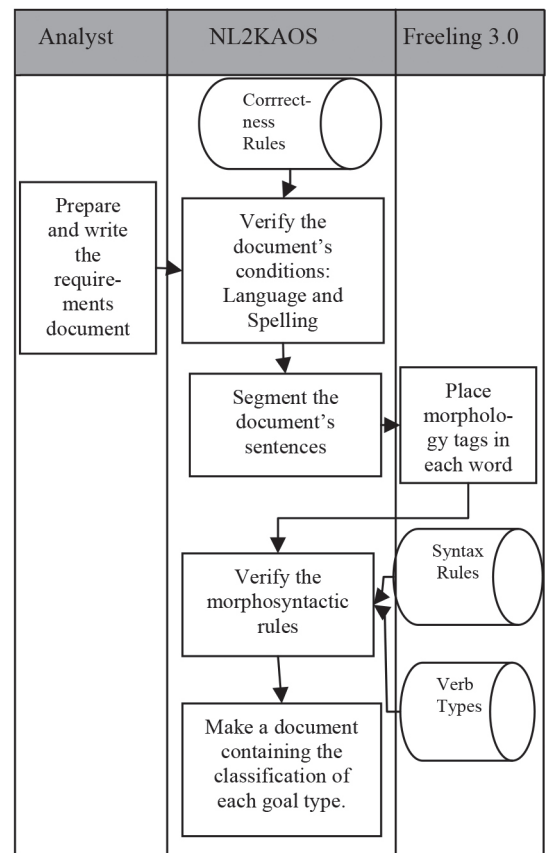 Analyst
NL2KAOS
Freeling 3.0
Corrrect-
ness
Rules
Prepare
and write
the
require-
ments
document
Verify the
document's
conditions:
Language and
Spelling
Segment the
document's
sentences
Place
morpholo-
gy tags in
each word
Syntax
Rules
Verify the
morphosyntactic
rules
Verb
Types
Make a document
containing the
classification of
each goal type.